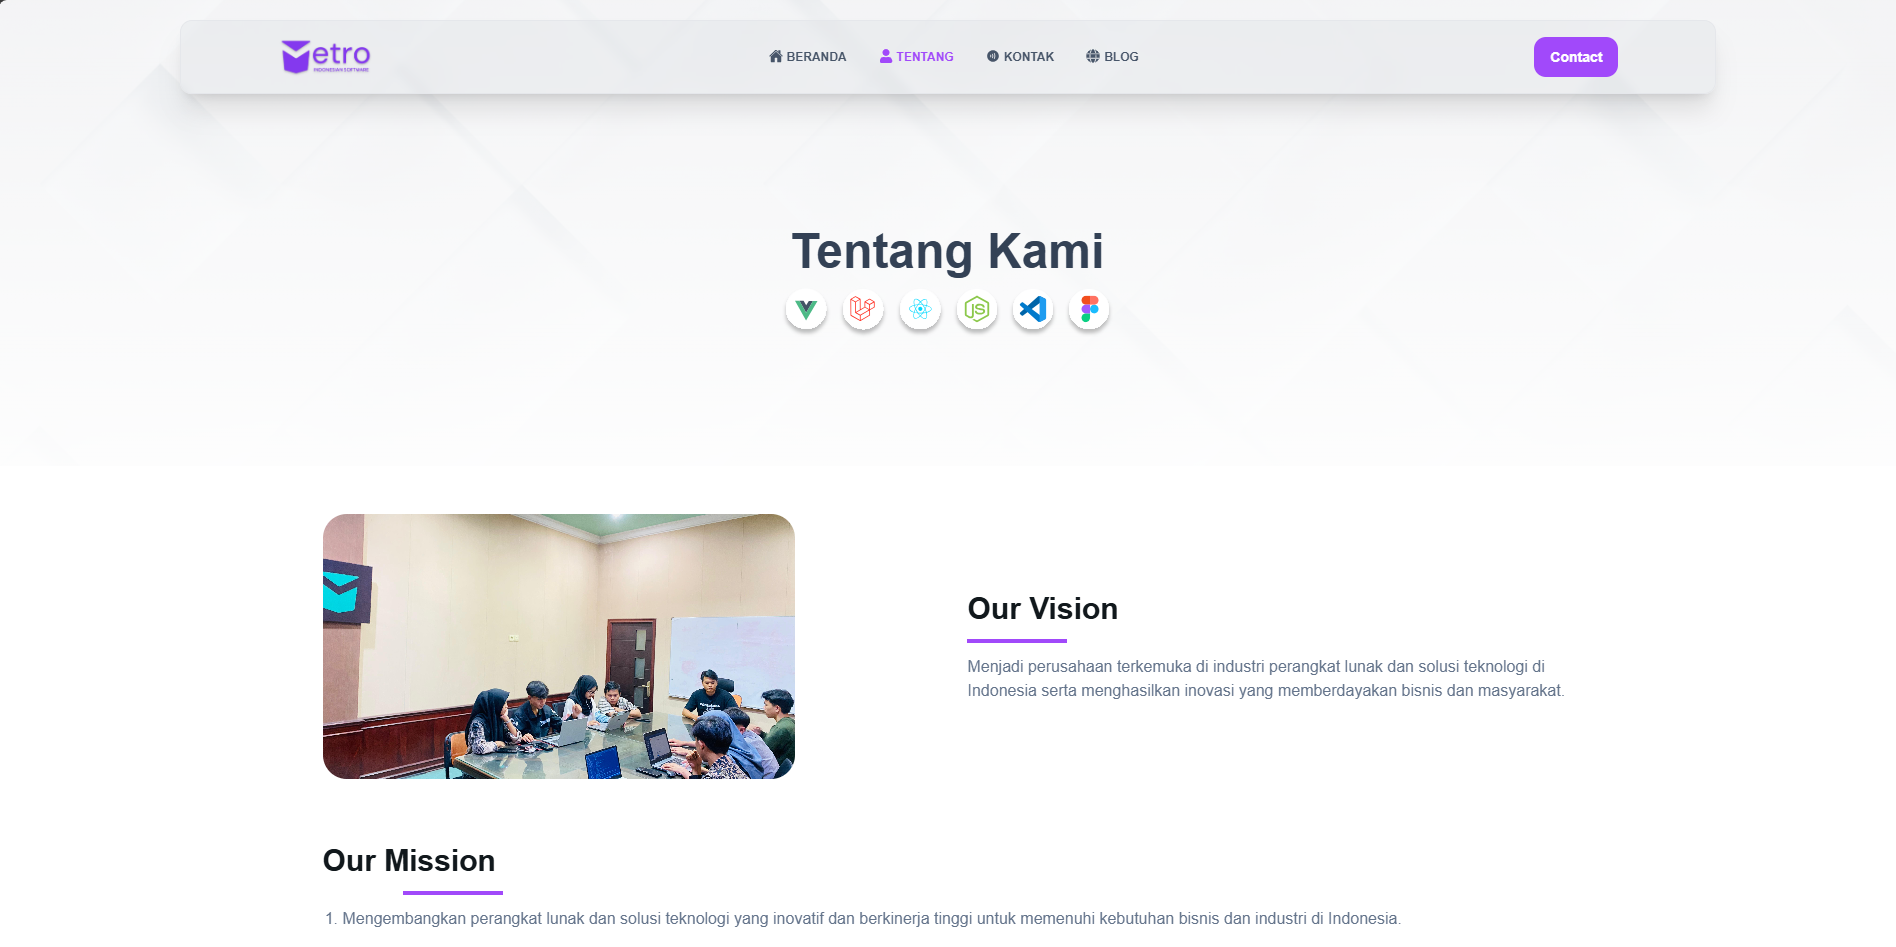 etro
INDONESIAN SOFTWARE
BERANDA
TENTANG
KONTAK
BLOG
Contact
Tentang Kami
JS
Our Vision
Menjadi perusahaan terkemuka di industri perangkat lunak dan solusi teknologi di
Indonesia serta menghasilkan inovasi yang memberdayakan bisnis dan masyarakat.
Our Mission
1. Mengembangkan perangkat lunak dan solusi teknologi yang inovatif dan berkinerja tinggi untuk memenuhi kebutuhan bisnis dan industri di Indonesia.